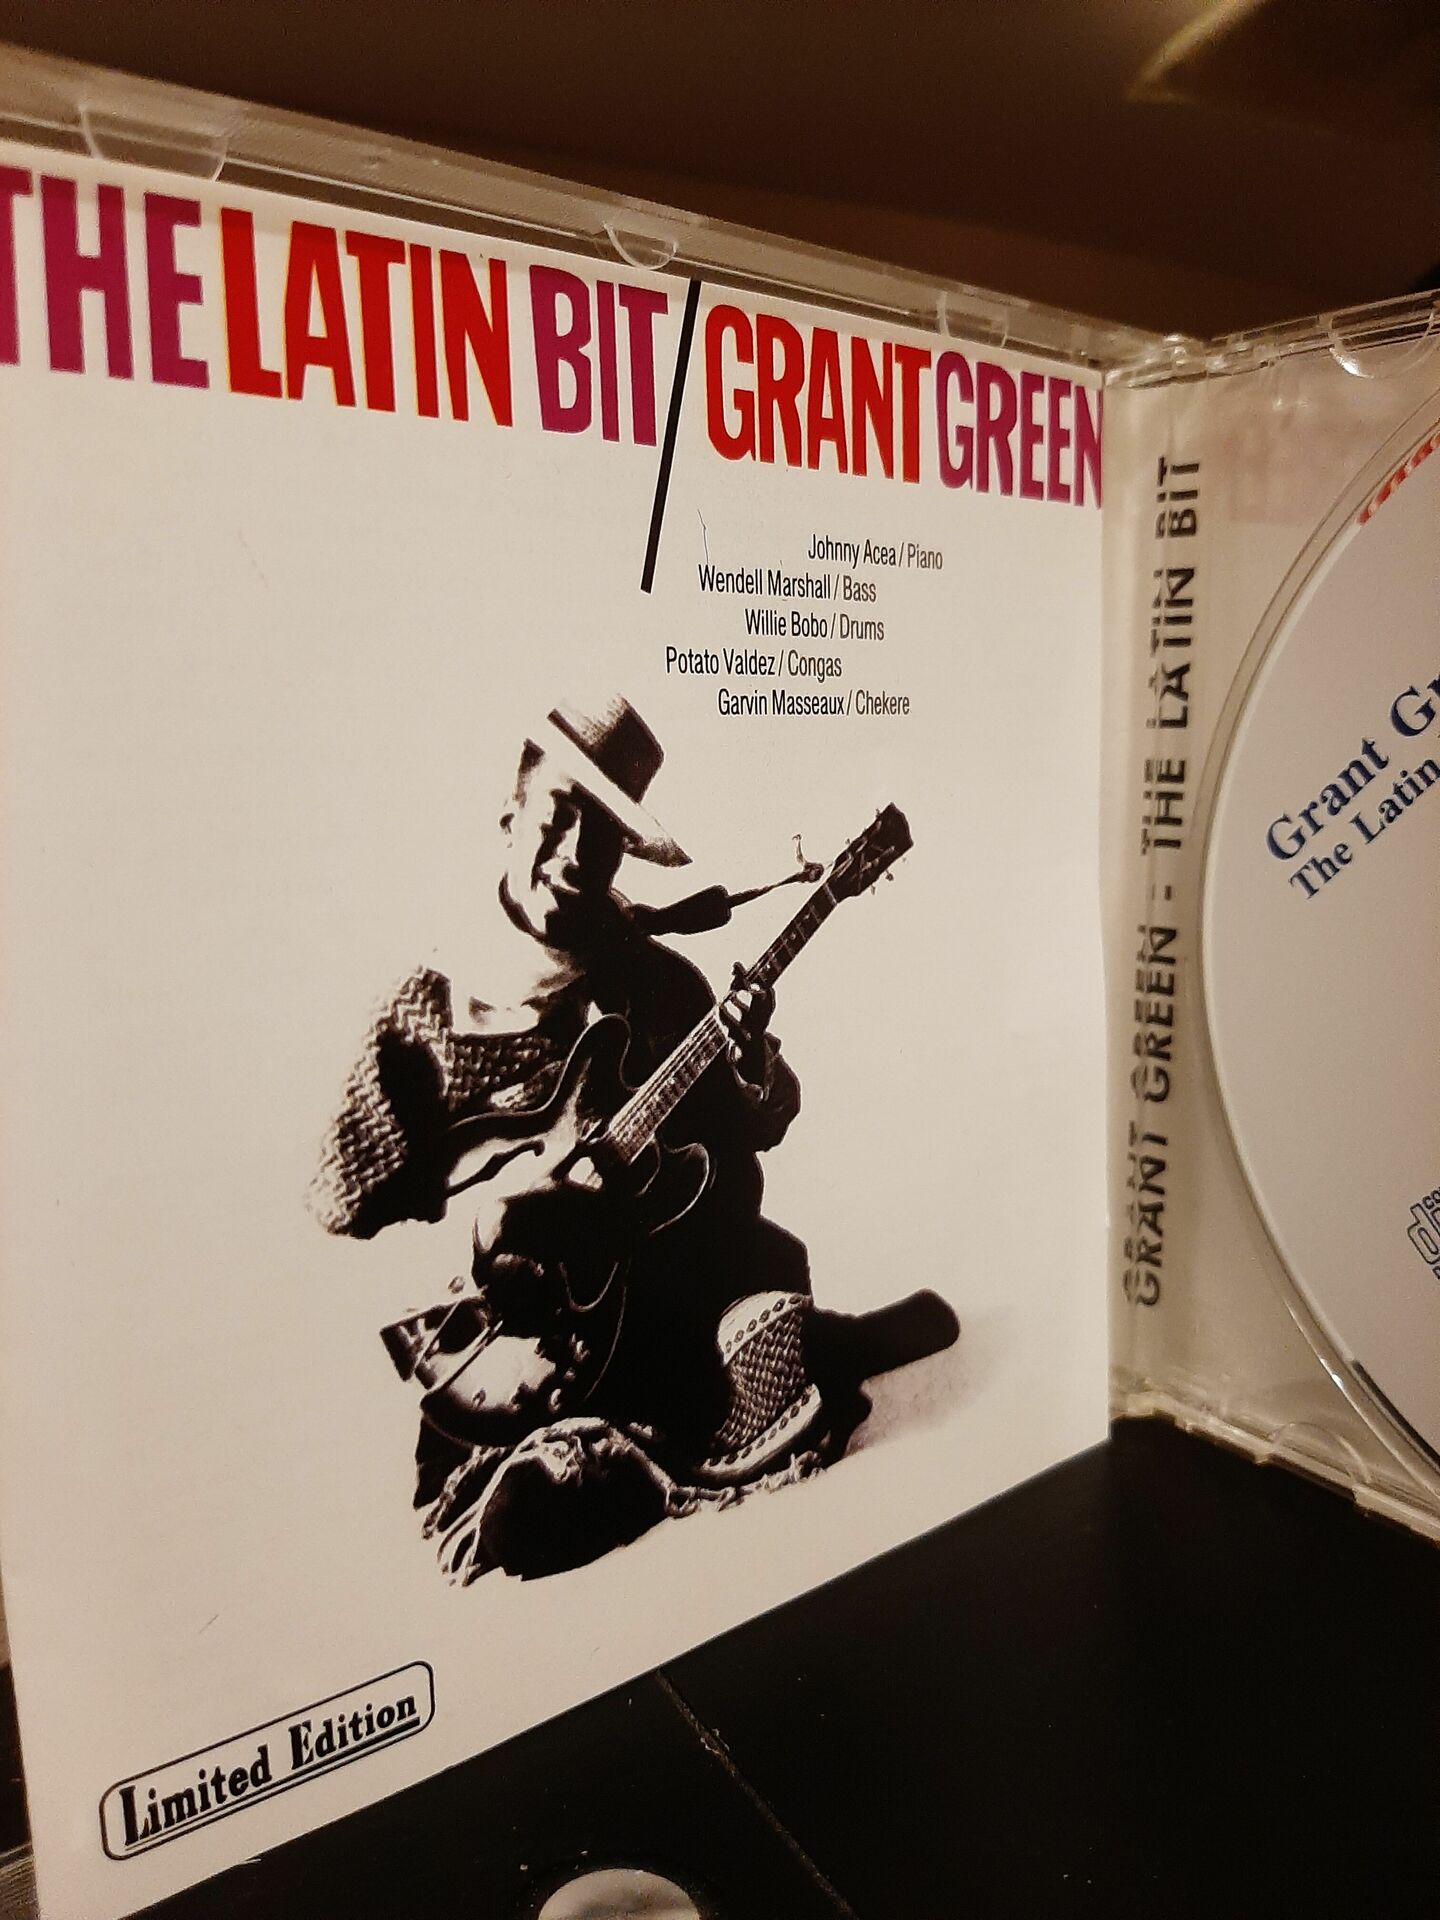 THE LATIN BIT/GRANT GREEN
Johnny Acea/Piano
Wendell Marshall/Bass
Willie Bobo/Drums
Potato Valdez/Congas
Garvin Masseaux/Chekere
Limited Edition
GRANT GREEN - THE LATIN BIT
Grant Gr
The Latin